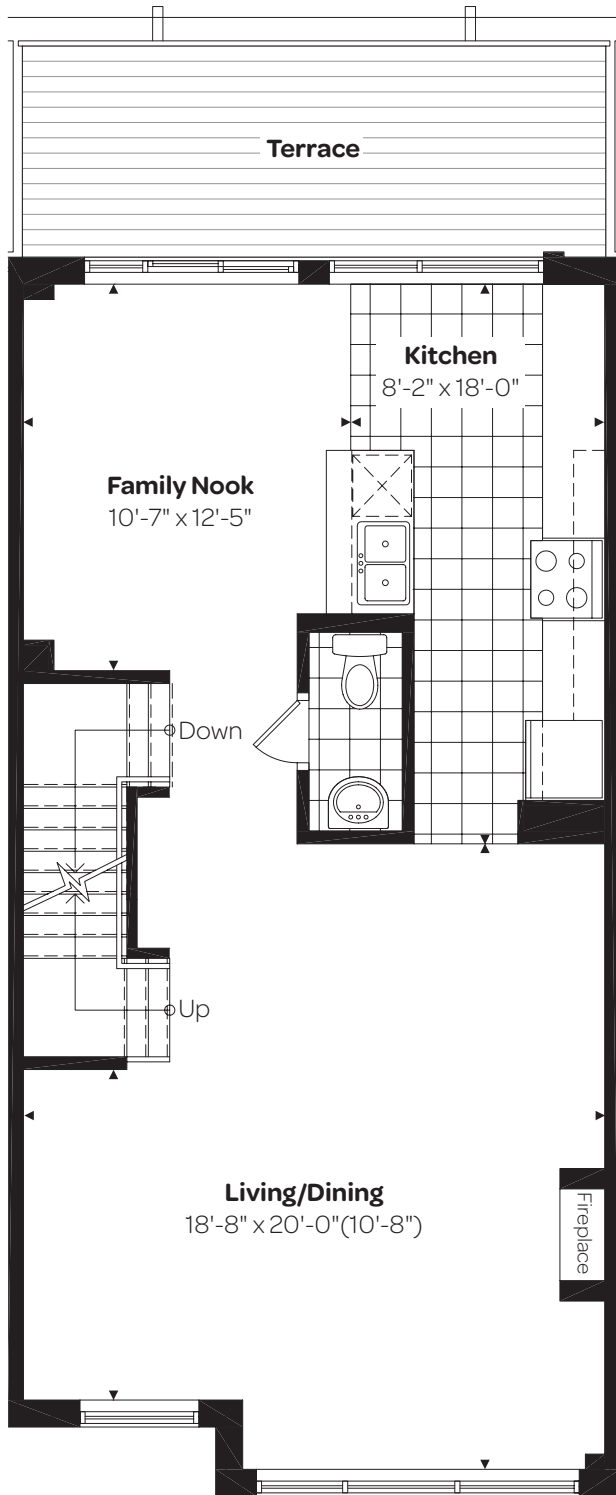 Terrace
Kitchen
8'-2" x 18'-0"
Family Nook
10'-7" x 12'-5"
Down
Up
Living/Dining
18'-8" x 20'-0"(10'-8")
Fireplace